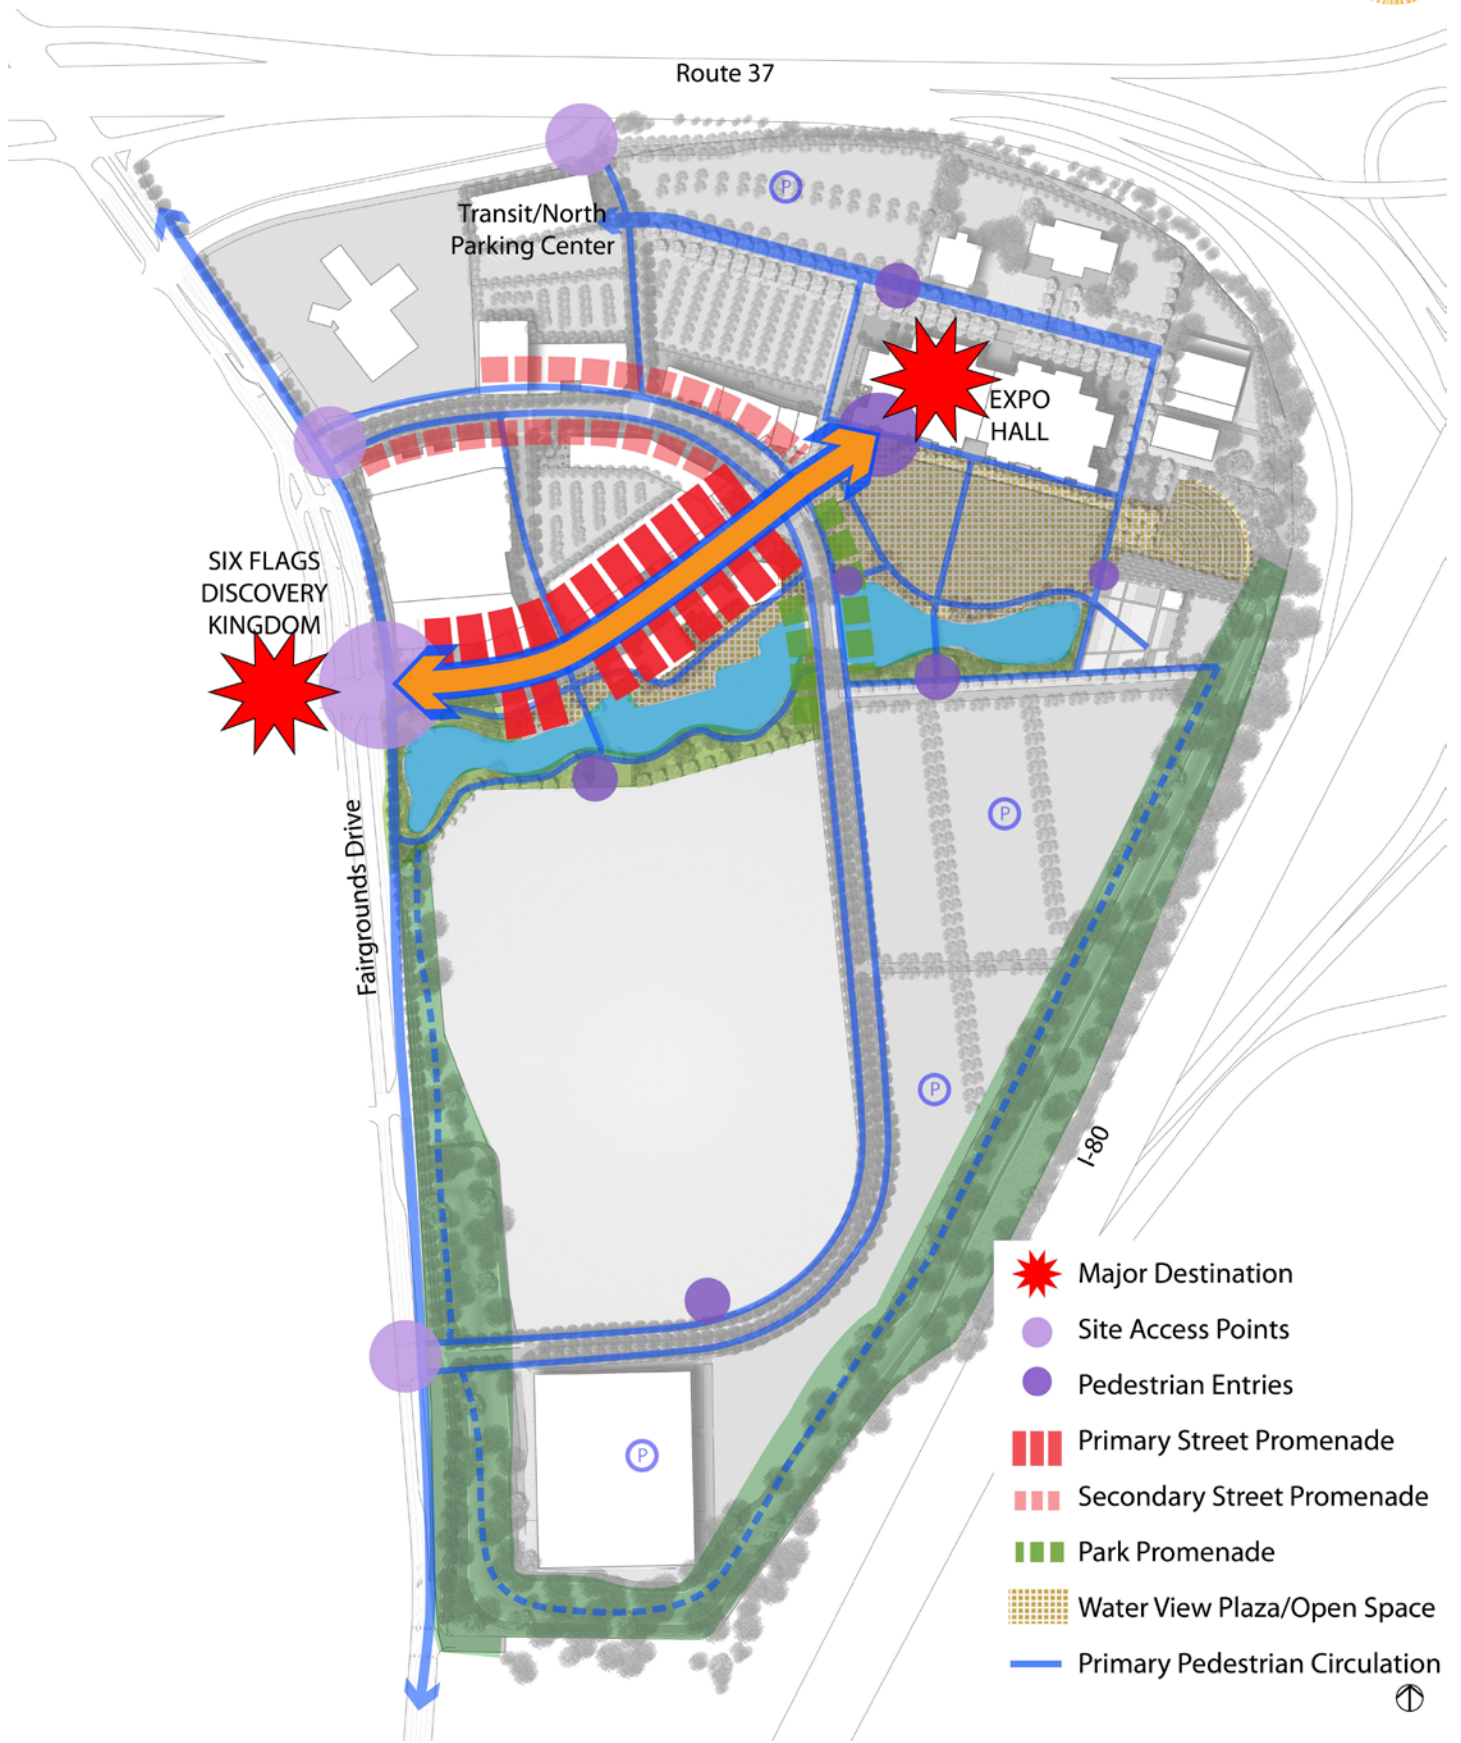 Route 37
P
Transit/North
Parking Center
EXPO
HALL
SIX FLAGS
DISCOVERY
KINGDOM
Fairgrounds Drive
P
P
I-80
P
Major Destination
Site Access Points
Pedestrian Entries
Primary Street Promenade
Secondary Street Promenade
Park Promenade
Water View Plaza/Open Space
Primary Pedestrian Circulation